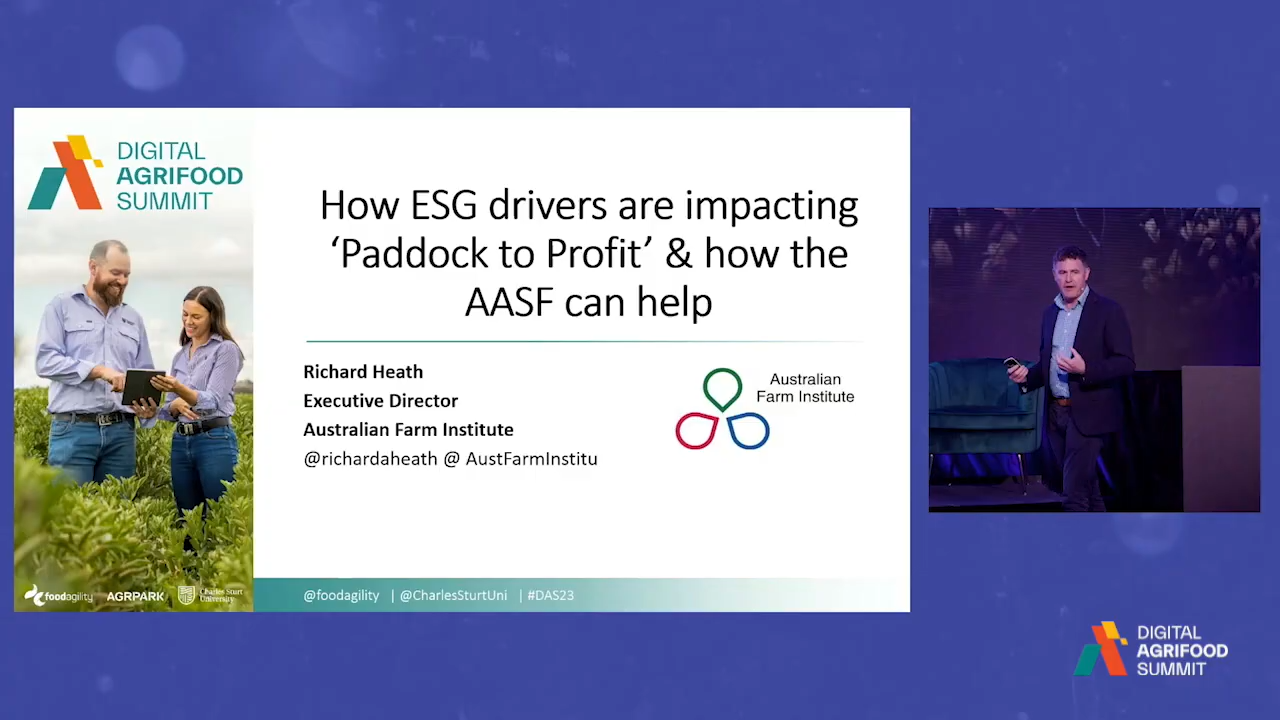 DIGITAL
AGRIFOOD
SUMMIT
How ESG drivers are impacting
‘Paddock to Profit’ & how the
AASF can help
Richard Heath
Executive Director
Australian Farm Institute
@richardaheath @ AustFarmInstitu
Australian
Farm Institute
foodagility
AGRPARK
Charles Sturt
University
@foodagility | @CharlesSturtUni | #DAS23
DIGITAL
AGRIFOOD
SUMMIT